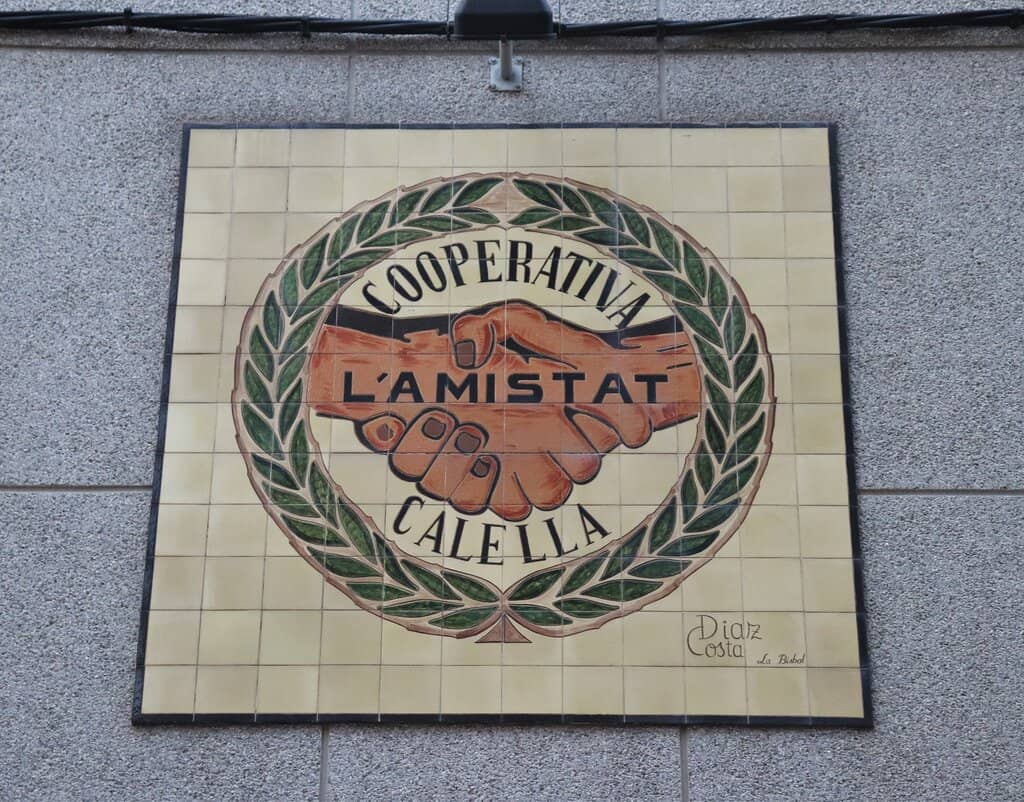 COOPERATIVA
L'AMISTAT
CALELLA
Diaz
Costa
La Bisbal